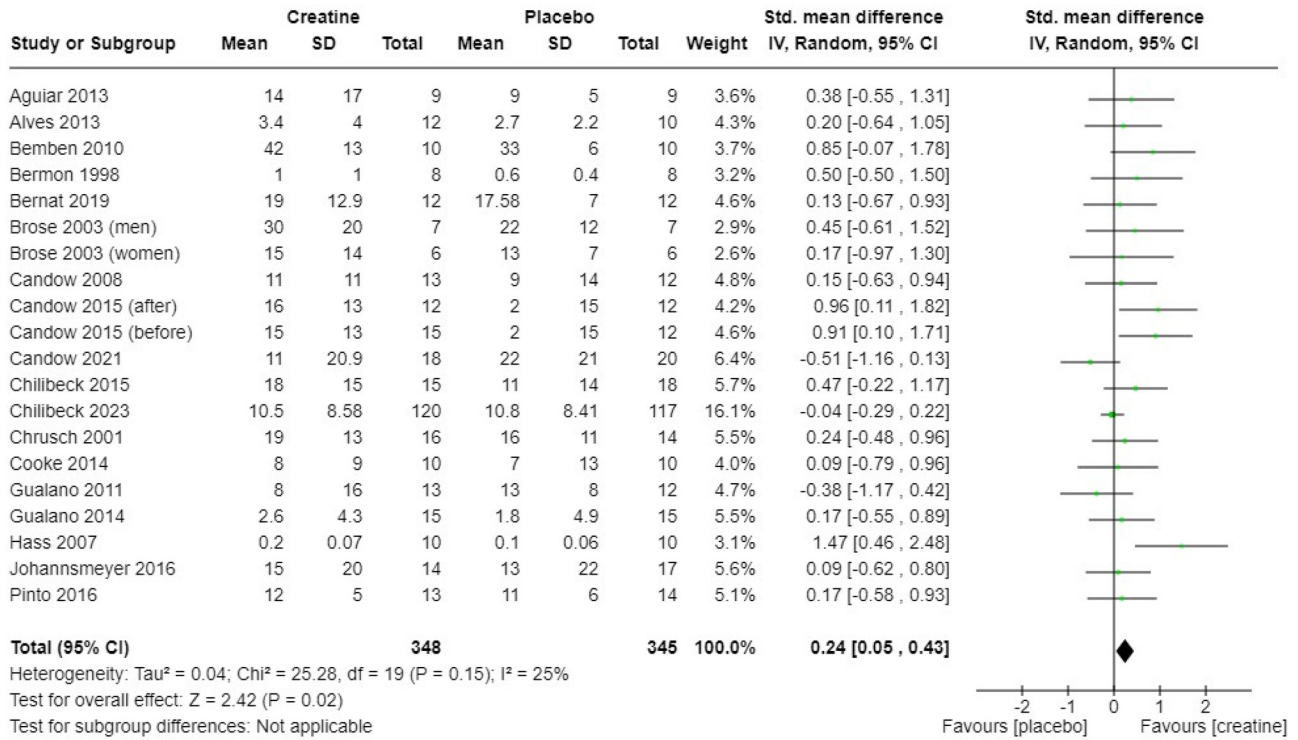 Creatine Placebo Std. mean difference Std. mean difference
Study or Subgroup Mean SD Total Mean SD Total Weight IV, Random, 95% CI IV, Random, 95% CI
Aguiar 2013 14 17 9 9 5 9 3.6% 0.38 [-0.55 , 1.31]
Alves 2013 3.4 4 12 2.7 2.2 10 4.3% 0.20 [-0.64 , 1.05]
Bemben 2010 42 13 10 33 6 10 3.7% 0.85 [-0.07 , 1.78]
Bermon 1998 1 1 8 0.6 0.4 8 3.2% 0.50 [-0.50 , 1.50]
Bernat 2019 19 12.9 12 17.58 7 12 4.6% 0.13 [-0.67 , 0.93]
Brose 2003 (men) 30 20 7 22 12 7 2.9% 0.45 [-0.61 , 1.52]
Brose 2003 (women) 15 14 6 13 7 6 2.6% 0.17 [-0.97 , 1.30]
Candow 2008 11 11 13 9 14 12 4.8% 0.15 [-0.63 , 0.94]
Candow 2015 (after) 16 13 12 2 15 12 4.2% 0.96 [0.11 , 1.82]
Candow 2015 (before) 15 13 15 2 15 12 4.6% 0.91 [0.10 , 1.71]
Candow 2021 11 20.9 18 22 21 20 6.4% -0.51 [-1.16 , 0.13]
Chilibeck 2015 18 15 15 11 14 18 5.7% 0.47 [-0.22 , 1.17]
Chilibeck 2023 10.5 8.58 120 10.8 8.41 117 16.1% -0.04 [-0.29 , 0.22]
Chrusch 2001 19 13 16 16 11 14 5.5% 0.24 [-0.48 , 0.96]
Cooke 2014 8 9 10 7 13 10 4.0% 0.09 [-0.79 , 0.96]
Gualano 2011 8 16 13 13 8 12 4.7% -0.38 [-1.17 , 0.42]
Gualano 2014 2.6 4.3 15 1.8 4.9 15 5.5% 0.17 [-0.55 , 0.89]
Hass 2007 0.2 0.07 10 0.1 0.06 10 3.1% 1.47 [0.46 , 2.48]
Johannsmeyer 2016 15 20 14 13 22 17 5.6% 0.09 [-0.62 , 0.80]
Pinto 2016 12 5 13 11 6 14 5.1% 0.17 [-0.58 , 0.93]
Total (95% CI) 348 345 100.0% 0.24 [0.05 , 0.43]
Heterogeneity: Tau² = 0.04; Chi² = 25.28, df = 19 (P = 0.15); I² = 25%
Test for overall effect: Z = 2.42 (P = 0.02)
Test for subgroup differences: Not applicable
-2 -1 0 1 2
Favours [placebo] Favours [creatine]